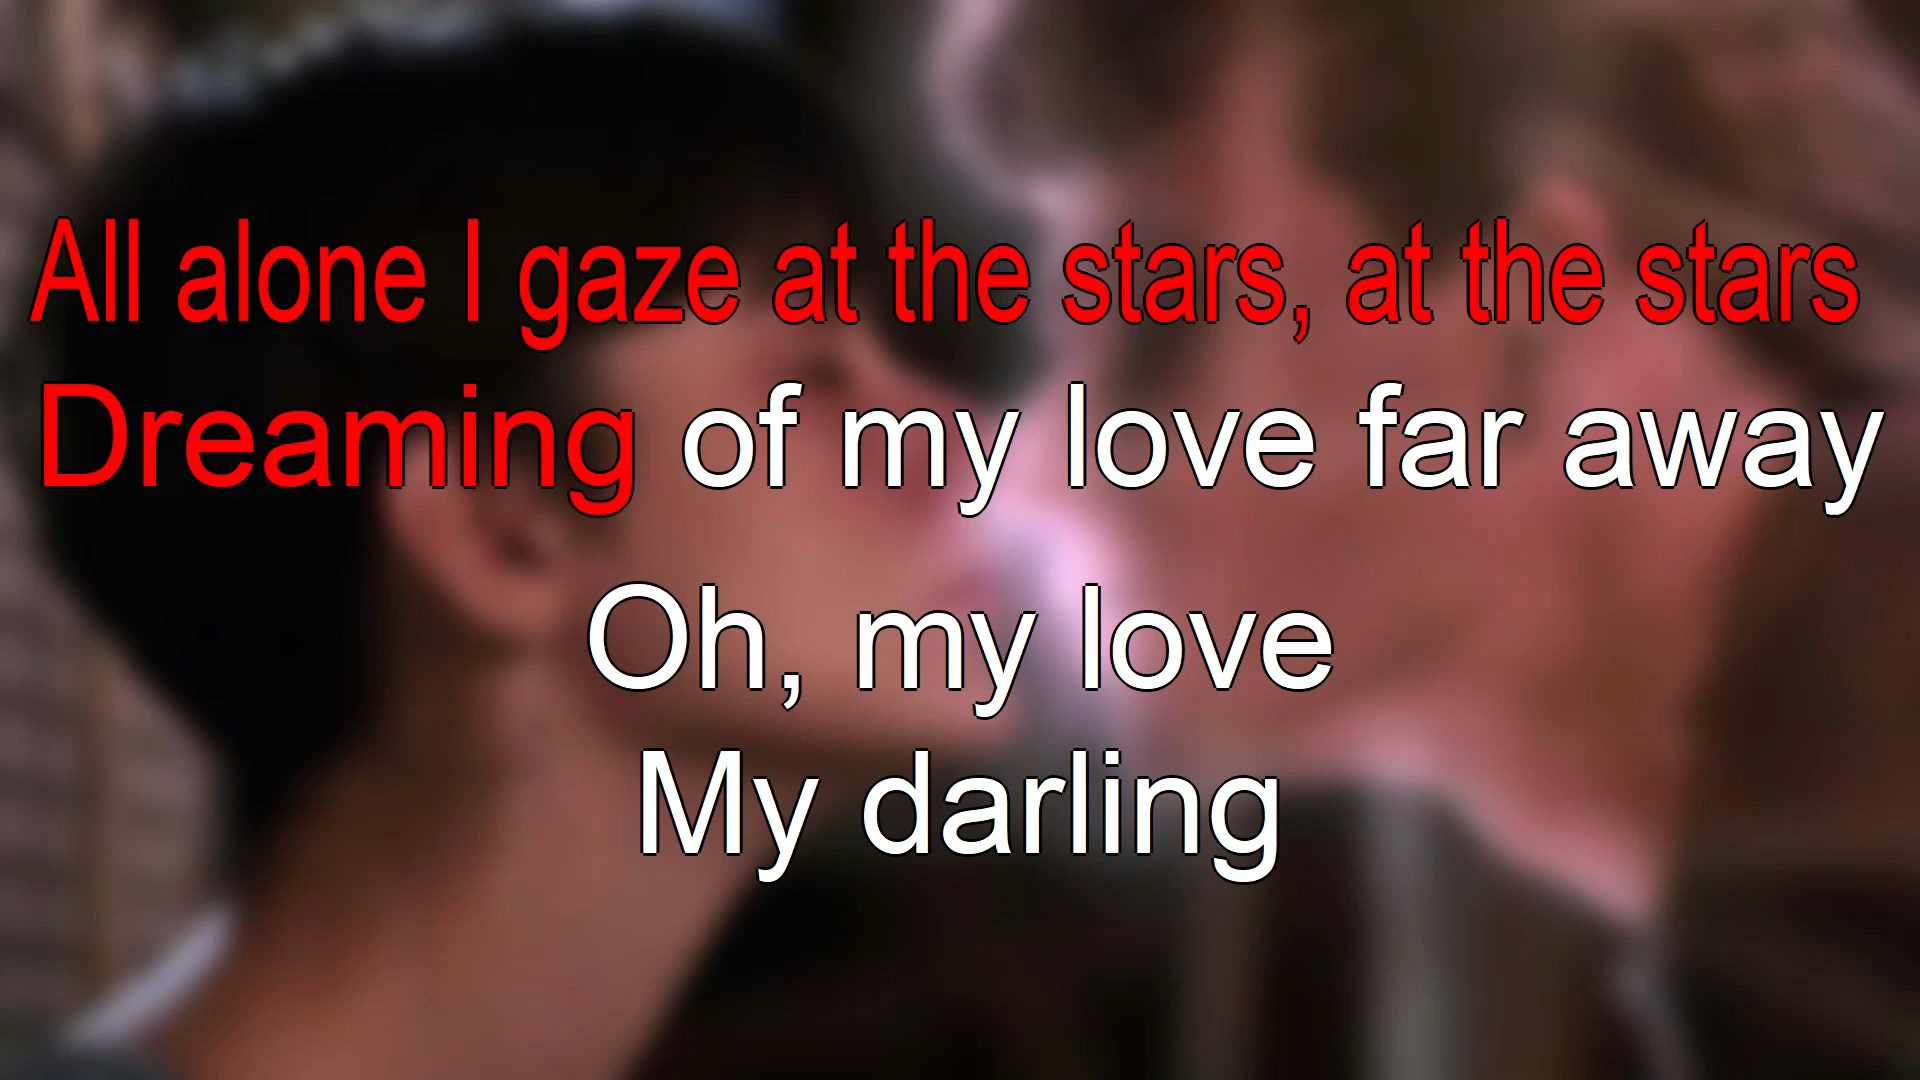 All alone I gaze at the stars, at the stars
Dreaming of my love far away
Oh, my love
My darling